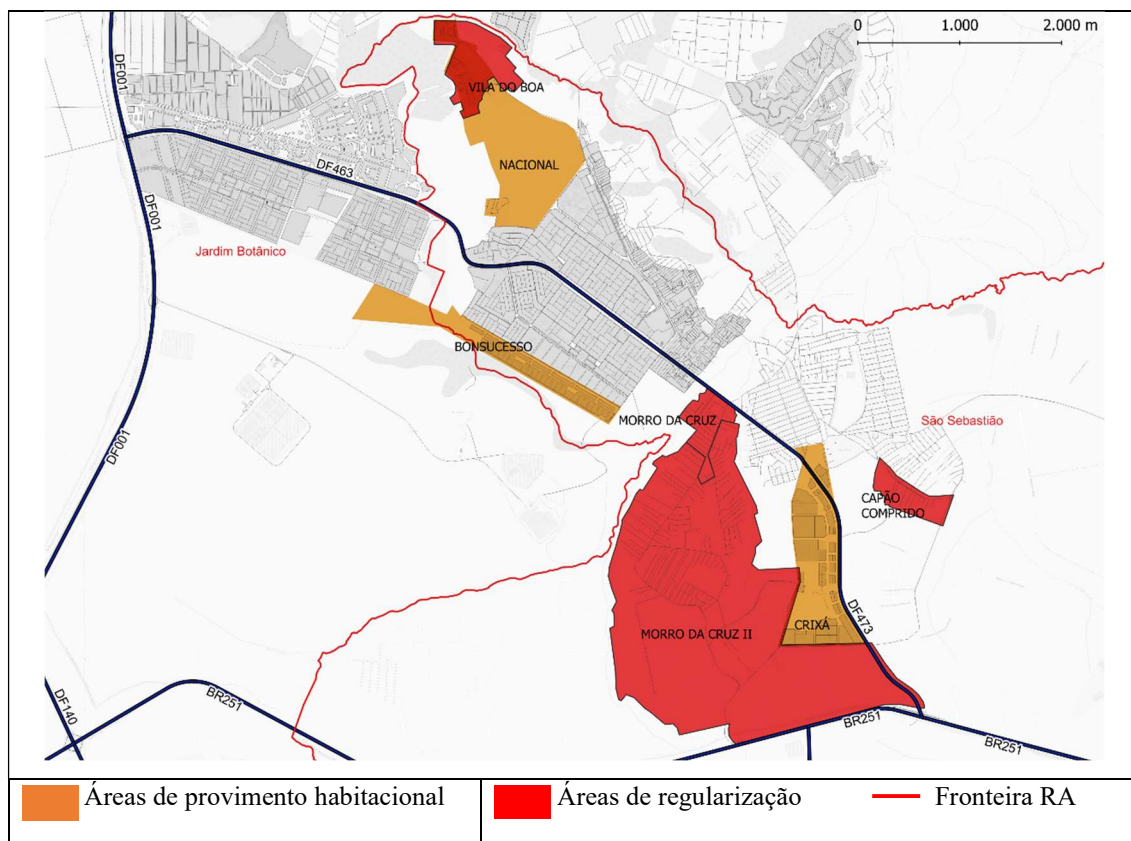 0 1.000 2.000 m
DF001
VILA DO BOA
NACIONAL
DF463
DF001
Jardim Botânico
BONSUCESSO
MORRO DA CRUZ
São Sebastião
DF001
CAPÃO
COMPRIDO
MORRO DA CRUZ II
CRIXÁ
DF473
DF140
BR251
BR251
BR251
Áreas de provimento habitacional
Áreas de regularização
Fronteira RA